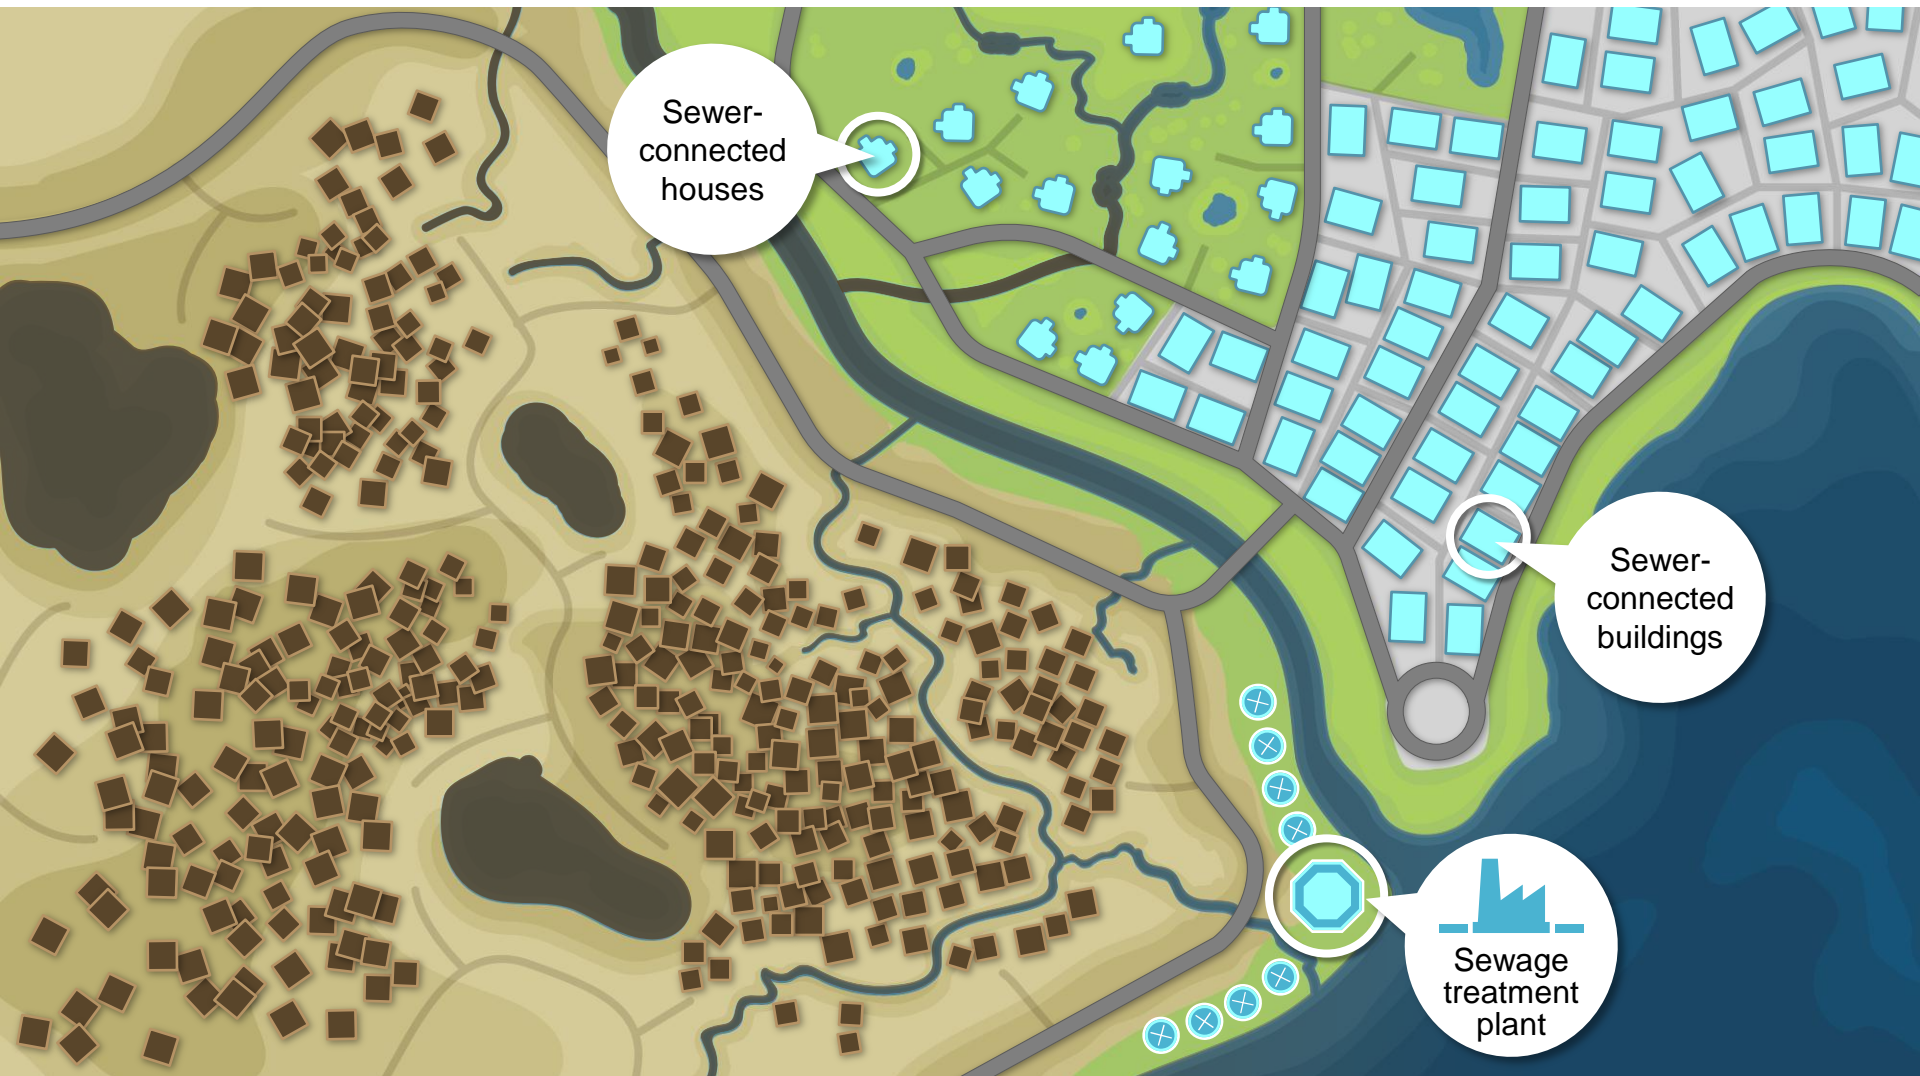 Sewer-
connected
houses
Sewer-
connected
buildings
Sewage
treatment
plant